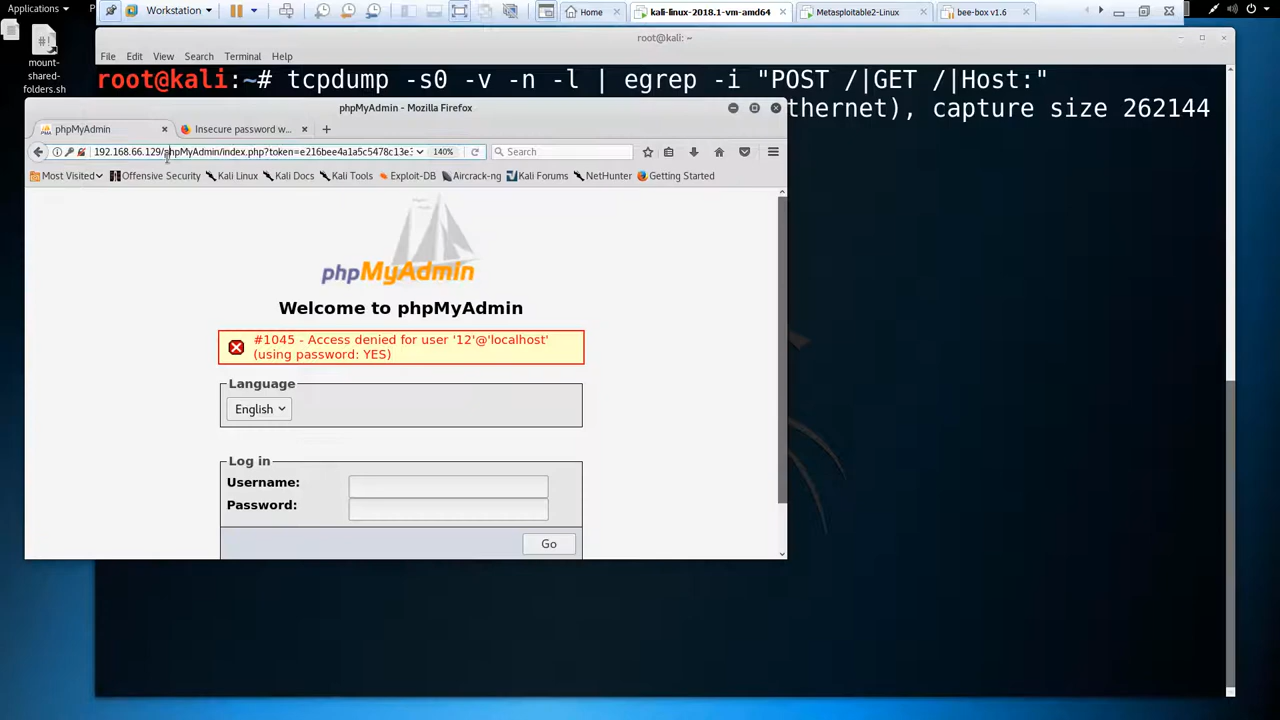 Applications
Workstation
Home
kali-linux-2018.1-vm-amd64
Metasploitable2-Linux
bee-box v1.6
#!
mount-
shared-
folders.sh
root@kali: ~
File Edit View Search Terminal Help
root@kali:~# tcpdump -s0 -v -n -l | egrep -i "POST /|GET /|Host:"
thernet), capture size 262144
phpMyAdmin - Mozilla Firefox
phpMyAdmin
Insecure password w...
192.168.66.129/phpMyAdmin/index.php?token=e216bee4a1a5c5478c13e
140%
Search
Most Visited
Offensive Security
Kali Linux
Kali Docs
Kali Tools
Exploit-DB
Aircrack-ng
Kali Forums
NetHunter
Getting Started
phpMyAdmin
Welcome to phpMyAdmin
#1045 - Access denied for user '12'@'localhost'
(using password: YES)
Language
English
Log in
Username:
Password:
Go